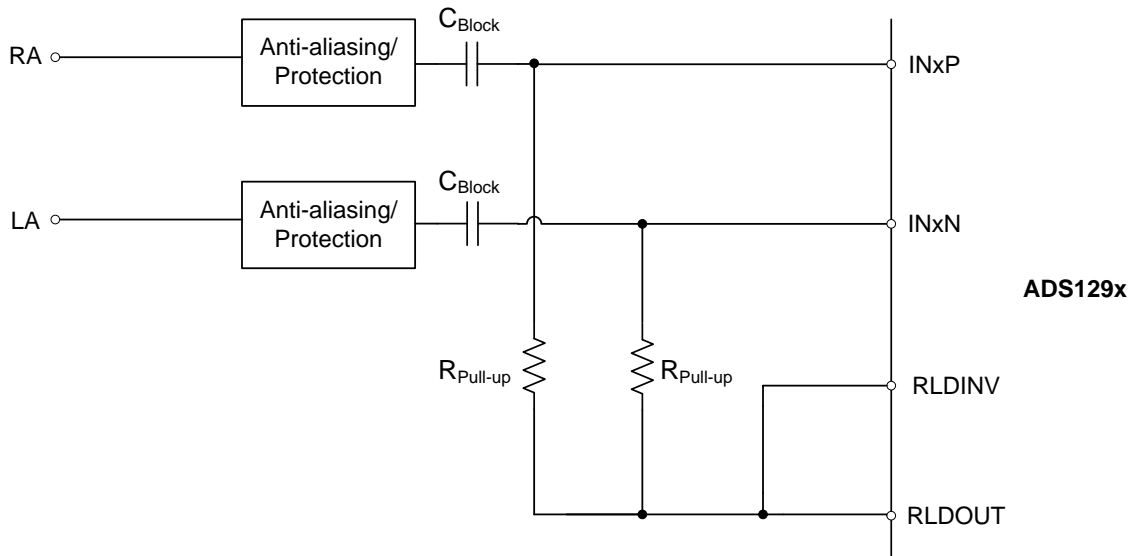 C_Block
RA
Anti-aliasing/
Protection
INxP
C_Block
LA
Anti-aliasing/
Protection
INxN
ADS129x
R_Pull-up
R_Pull-up
RLDINV
RLDOUT